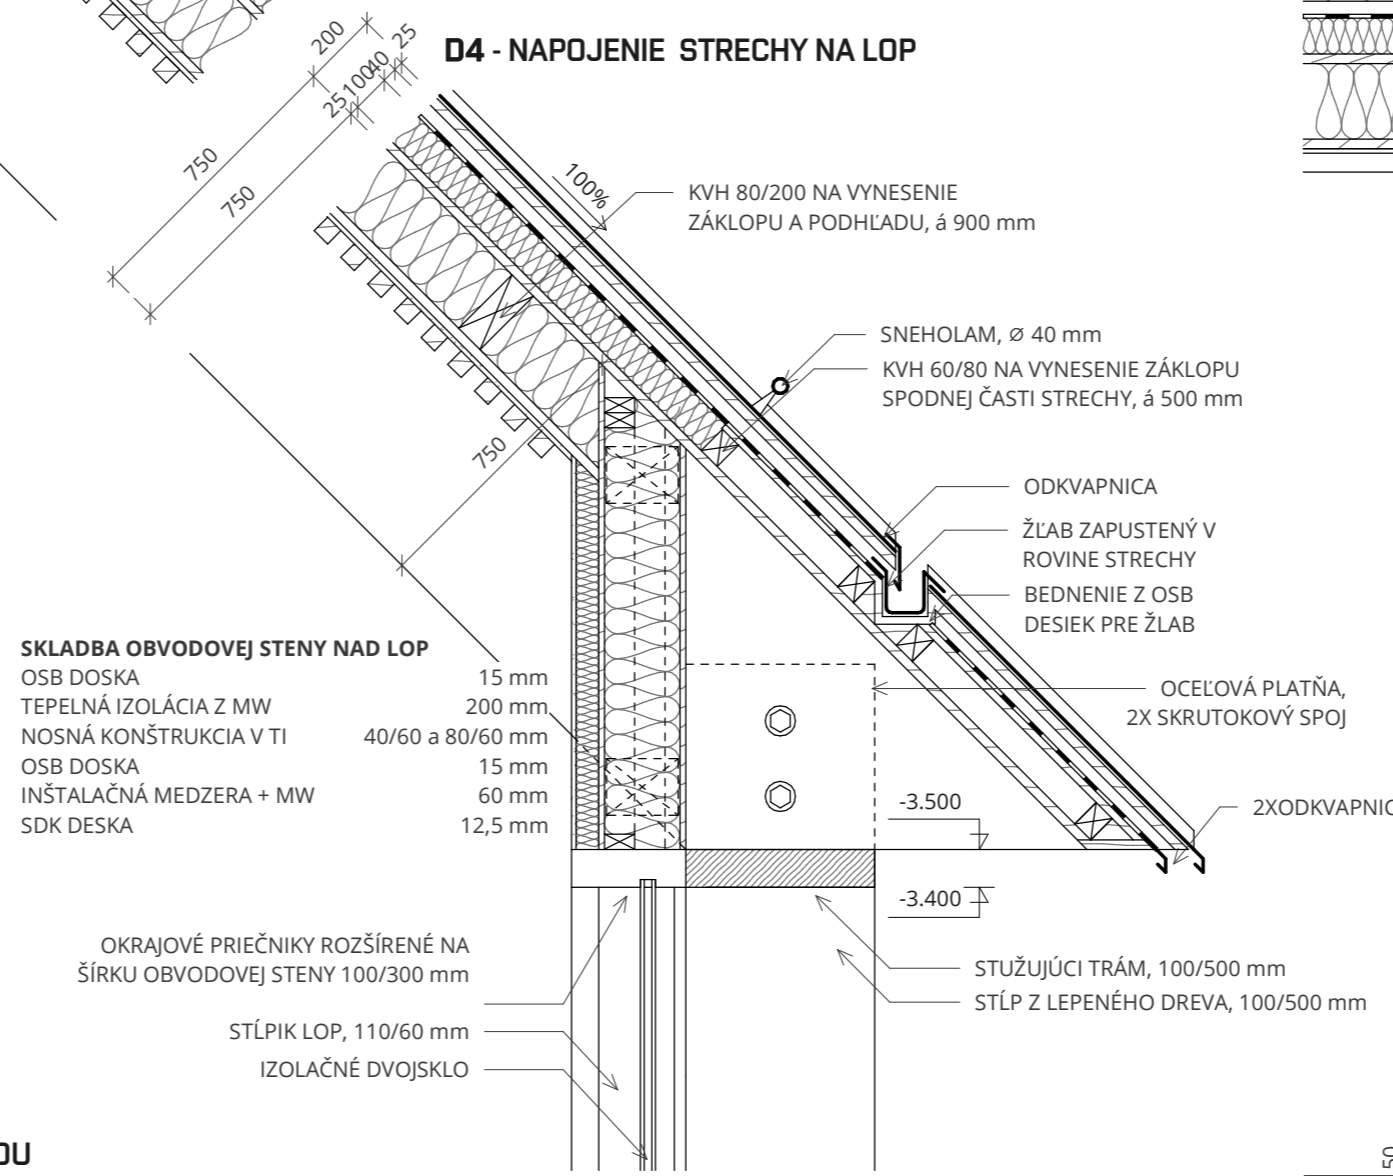 D4 - NAPOJENIE STRECHY NA LOP
200
25
100
40
25
750
750
100%
KVH 80/200 NA VYNESENIE
ZÁKLOPU A PODHĽADU, á 900 mm
SNEHOLAM, Ø 40 mm
KVH 60/80 NA VYNESENIE ZÁKLOPU
SPODNEJ ČASTI STRECHY, á 500 mm
750
ODKVAPNICA
ŽĽAB ZAPUSTENÝ V
ROVINE STRECHY
BEDNENIE Z OSB
DESIEK PRE ŽLAB
SKLADBA OBVODOVEJ STENY NAD LOP
OSB DOSKA 15 mm
TEPELNÁ IZOLÁCIA Z MW 200 mm
NOSNÁ KONŠTRUKCIA V TI 40/60 a 80/60 mm
OSB DOSKA 15 mm
INŠTALAČNÁ MEDZERA + MW 60 mm
SDK DESKA 12,5 mm
OCEĽOVÁ PLATŇA,
2X SKRUTOKOVÝ SPOJ
-3.500
2XODKVAPNIC
-3.400
OKRAJOVÉ PRIEČNIKY ROZŠÍRENÉ NA
ŠÍRKU OBVODOVEJ STENY 100/300 mm
STĹPIK LOP, 110/60 mm
IZOLAČNÉ DVOJSKLO
STUŽUJÚCI TRÁM, 100/500 mm
STĹP Z LEPENÉHO DREVA, 100/500 mm
OU
50